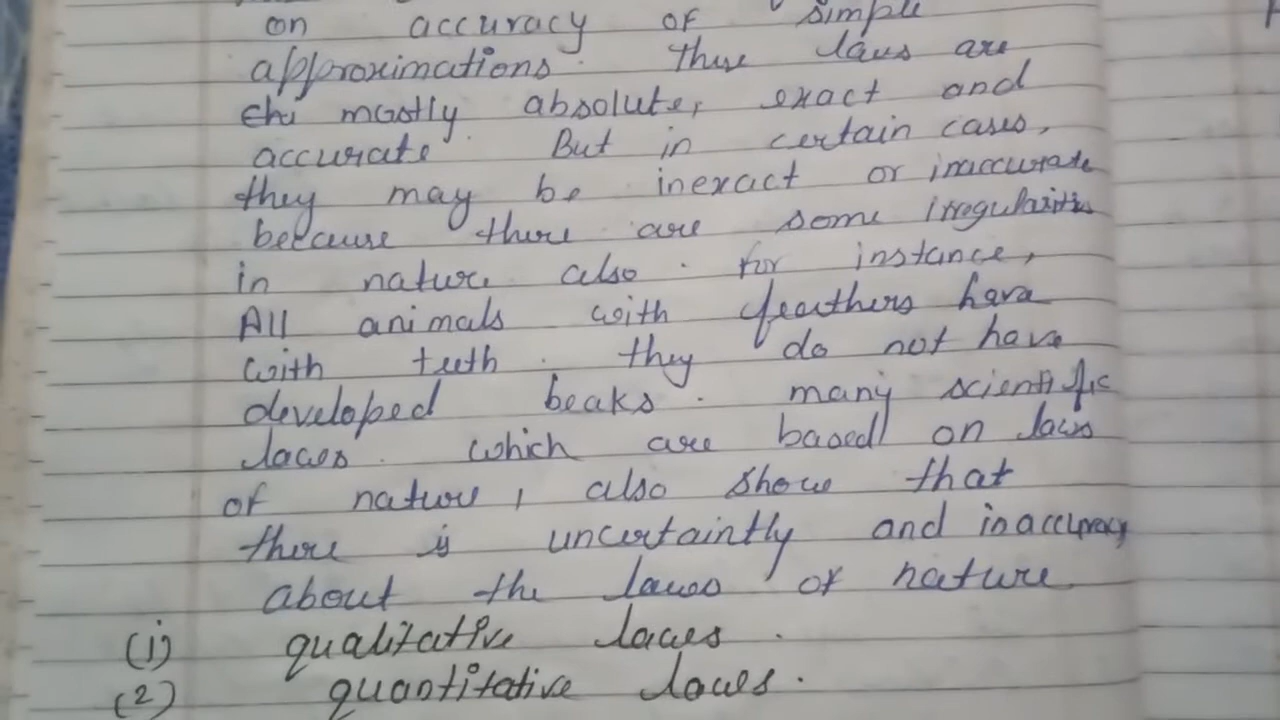 on accuracy of simple
approximations. These laws are
the mostly absolute, exact and
accurate. But in certain cases,
they may be inexact or inaccurate
because there are some irregularities
in nature also. for instance,
All animals with feathers have
with teeth. they do not have
developed beaks. many scientific
laws. which are based on laws
of nature, also show that
there is uncertaintly and inaccuracy
about the laws of nature
(i) qualitative laws.
(2) quantitative laws.